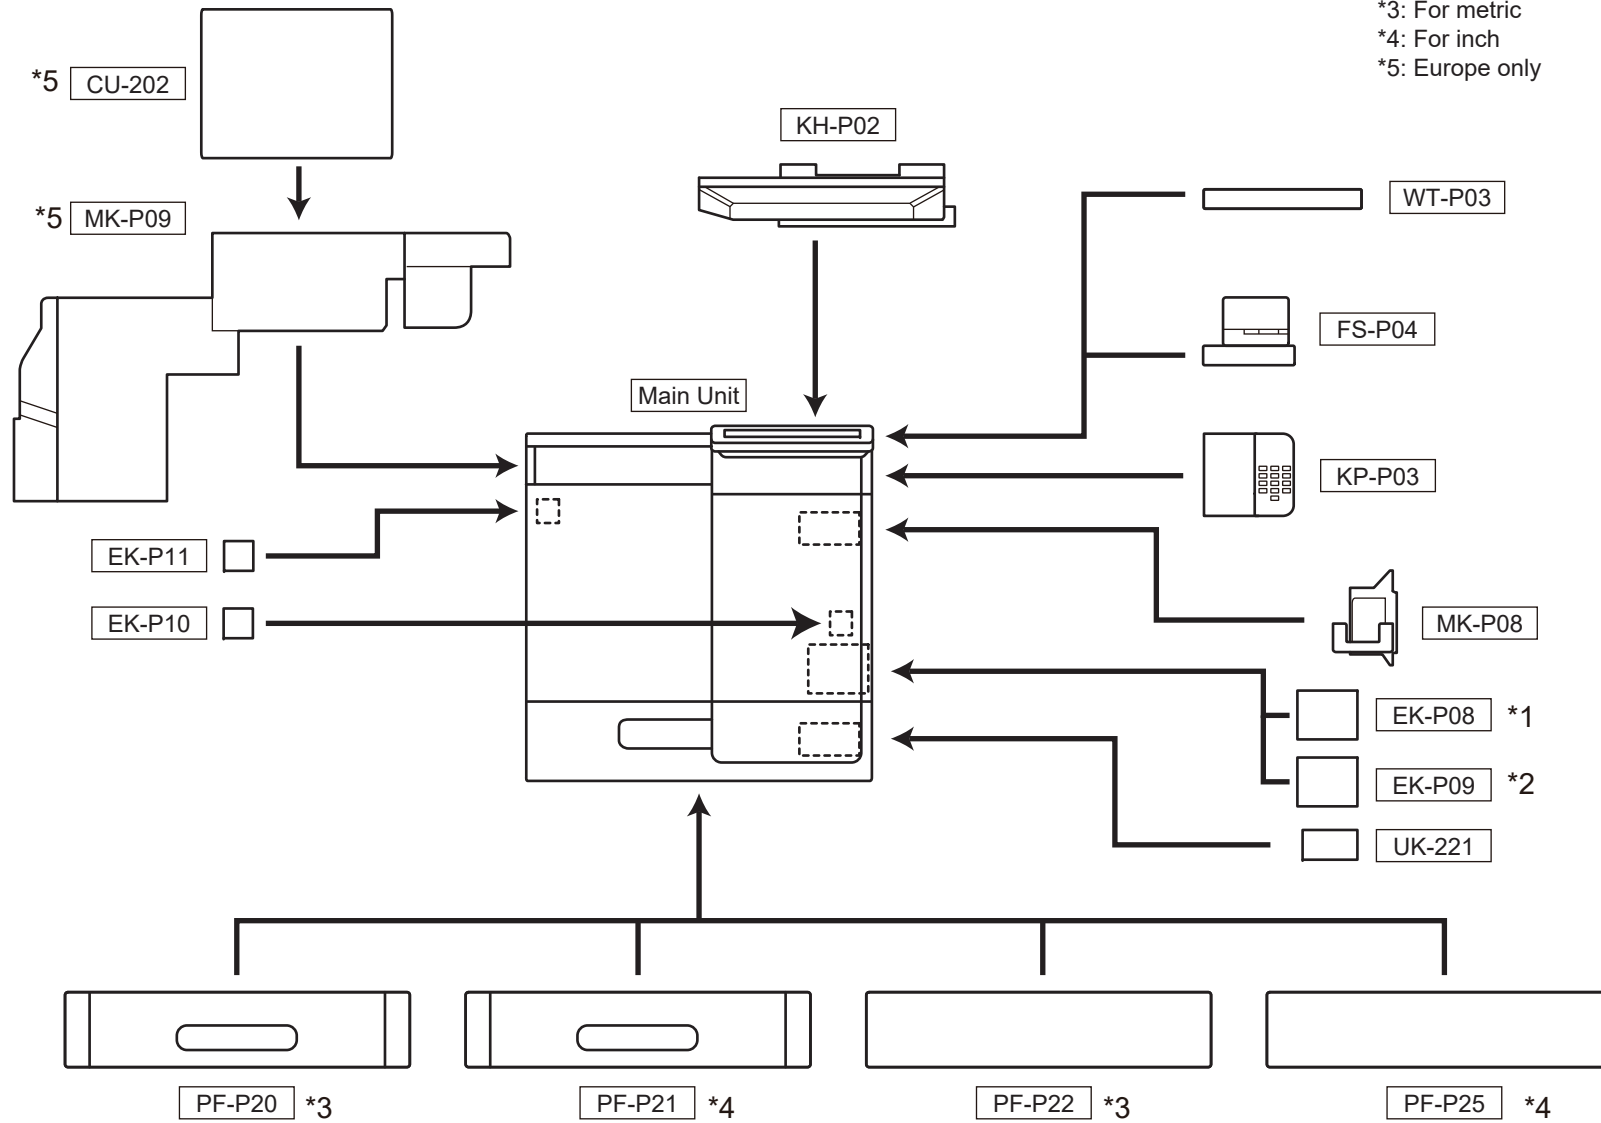 *3: For metric
*4: For inch
*5: Europe only
*5 CU-202
KH-P02
*5 MK-P09
WT-P03
FS-P04
Main Unit
KP-P03
EK-P11
EK-P10
MK-P08
EK-P08 *1
EK-P09 *2
UK-221
PF-P20 *3
PF-P21 *4
PF-P22 *3
PF-P25 *4